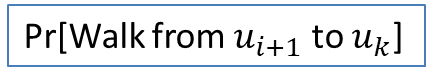 Pr[Walk from u_{i+1} to u_k]